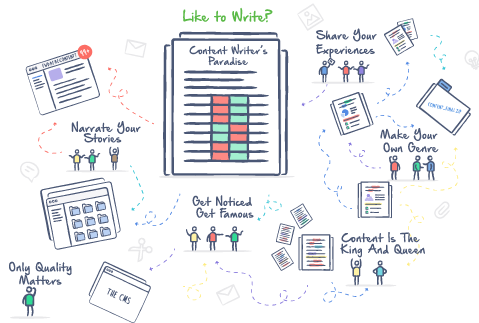 Like to Write?
Content Writer's
Paradise
Share Your
Experiences
99+
Narrate Your
Stories
Make Your
Own Genre
Get Noticed
Get Famous
Content Is The
King And Queen
Only Quality
Matters
THE CMS